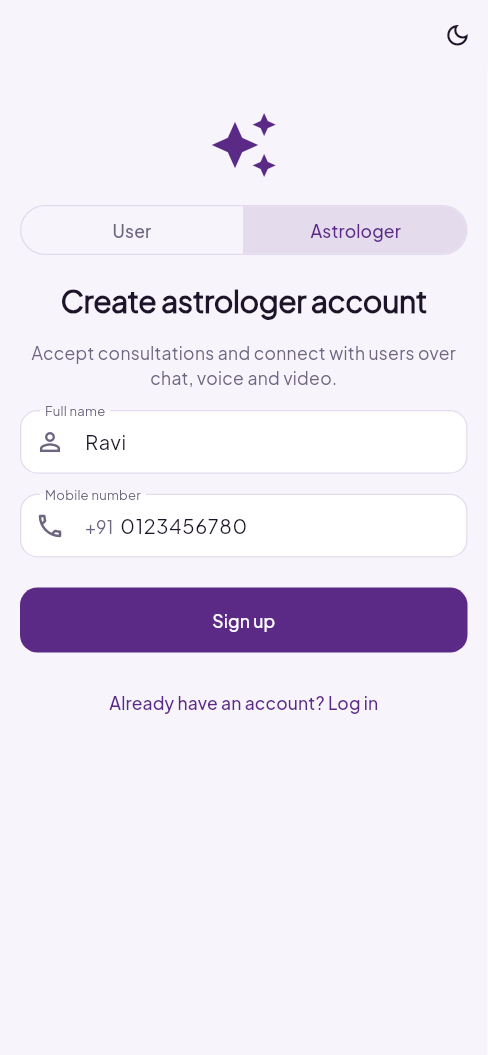 User
Astrologer
Create astrologer account
Accept consultations and connect with users over
chat, voice and video.
Full name
Ravi
Mobile number
+91 0123456780
Sign up
Already have an account? Log in